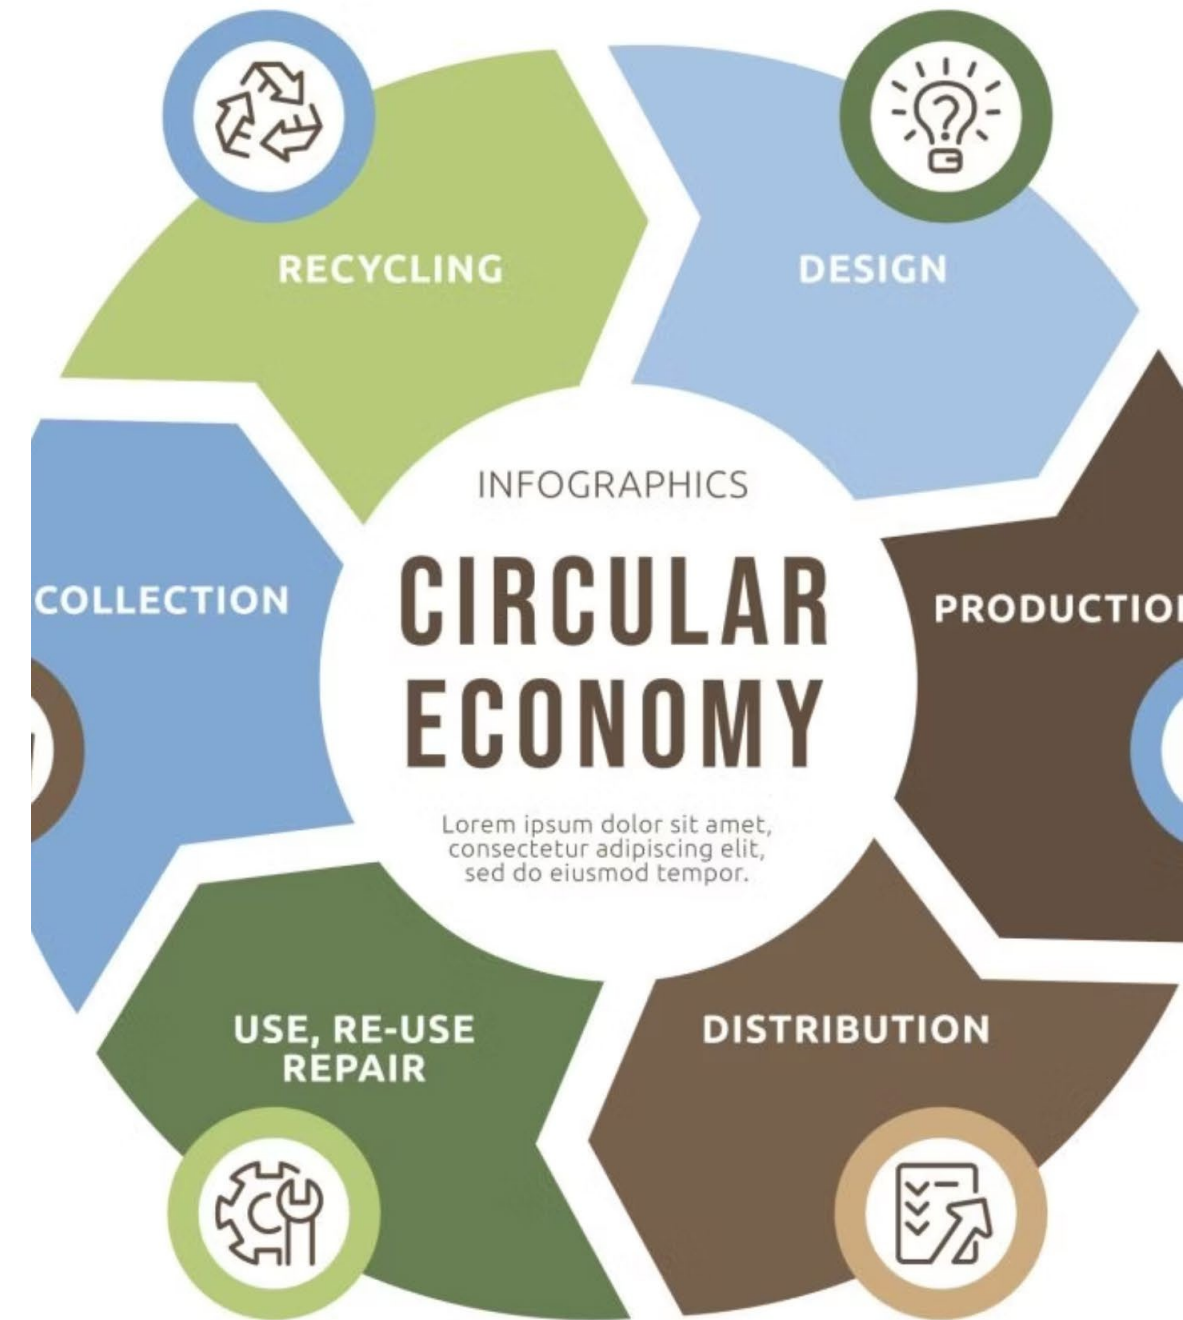 RECYCLING
DESIGN
INFOGRAPHICS
CIRCULAR
ECONOMY
COLLECTION
PRODUCTIO
Lorem ipsum dolor sit amet,
consectetur adipiscing elit,
sed do eiusmod tempor.
USE, RE-USE
REPAIR
DISTRIBUTION